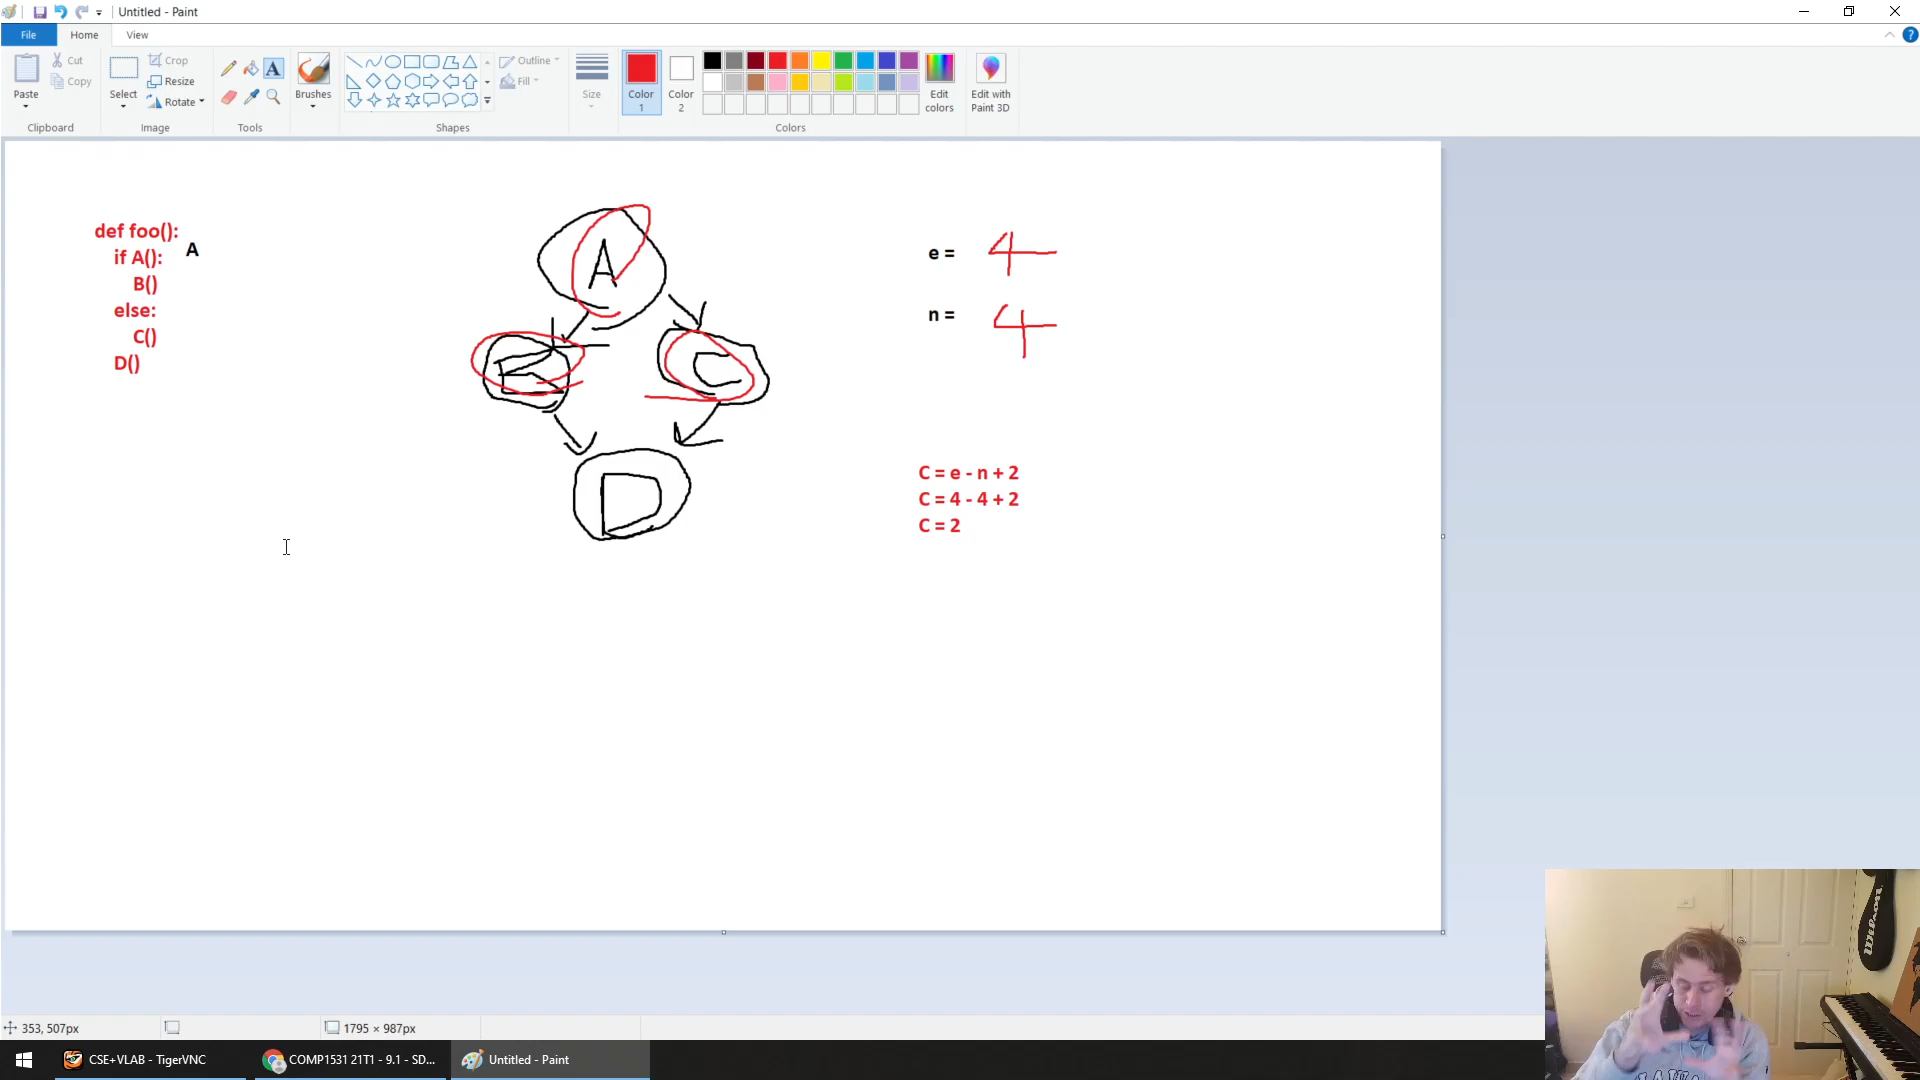 Untitled - Paint
File
Home
View
Paste
Cut
Copy
Clipboard
Select
Crop
Resize
Rotate
Image
A
Tools
Brushes
Shapes
Outline
Fill
Size
Color
1
Color
2
Edit
colors
Colors
Edit with
Paint 3D
?
def foo():
if A():
B()
else:
C()
D()
A
A
B
C
D
e =
4
n =
4
C = e - n + 2
C = 4 - 4 + 2
C = 2
Wilson
353, 507px
1795 × 987px
CSE+VLAB - TigerVNC
COMP1531 21T1 - 9.1 - SD...
Untitled - Paint